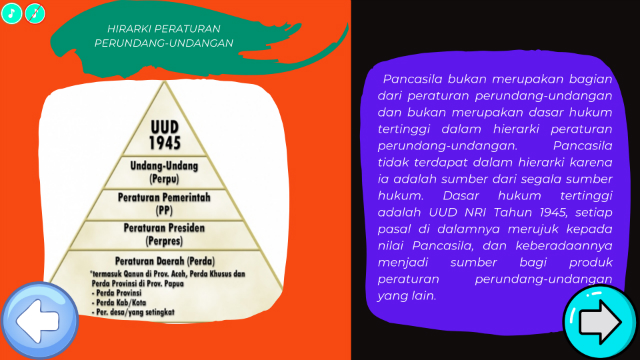 HIRARKI PERATURAN
PERUNDANG-UNDANGAN
UUD
1945
Undang-Undang
(Perpu)
Peraturan Pemerintah
(PP)
Peraturan Presiden
(Perpres)
Peraturan Daerah (Perda)
*termasuk Qanun di Prov. Aceh, Perda Khusus dan
Perda Provinsi di Prov. Papua
- Perda Provinsi
- Perda Kab/Kota
- Per. desa/yang setingkat
Pancasila bukan merupakan bagian
dari peraturan perundang-undangan
dan bukan merupakan dasar hukum
tertinggi dalam hierarki peraturan
perundang-undangan. Pancasila
tidak terdapat dalam hierarki karena
ia adalah sumber dari segala sumber
hukum. Dasar hukum tertinggi
adalah UUD NRI Tahun 1945, setiap
pasal di dalamnya merujuk kepada
nilai Pancasila, dan keberadaannya
menjadi sumber bagi produk
peraturan perundang-undangan
yang lain.